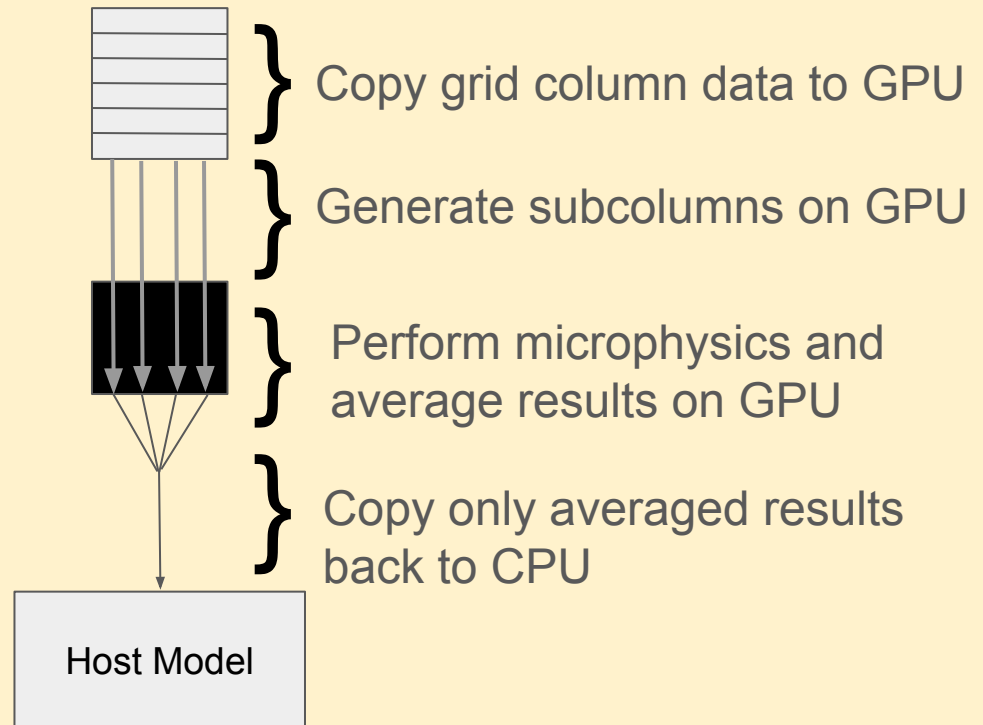 Copy grid column data to GPU
Generate subcolumns on GPU
Perform microphysics and
average results on GPU
Copy only averaged results
back to CPU
Host Model